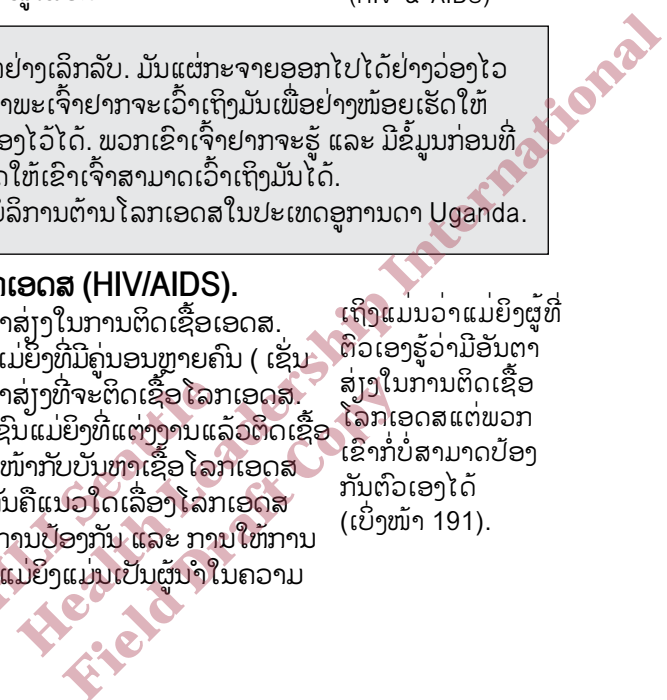 (HIV & AIDS)
ຢ່າງເລິກລັບ. ມັນແຜ່ກະຈາຍອອກໄປໄດ້ຢ່າງວ່ອງໄວ
າພະເຈົ້າຢາກຈະເວົ້າເຖິງມັນເພື່ອຢ່າງໜ້ອຍເຮັດໃຫ້
ອງໄວ້ໄດ້. ພວກເຂົາເຈົ້າຢາກຈະຮູ້ ແລະ ມີຂໍ້ມູນກ່ອນທີ່
ດໃຫ້ເຂົາເຈົ້າສາມາດເວົ້າເຖິງມັນໄດ້.
ບໍລິການຕ້ານໂລກເອດສໃນປະເທດອູການດາ Uganda.
າເອດສ (HIV/AIDS).
າສ່ຽງໃນການຕິດເຊື້ອເອດສ.
ແມ່ຍິງທີ່ມີຄູ່ນອນຫຼາຍຄົນ ( ເຊັ່ນ
າສ່ຽງທີ່ຈະຕິດເຊື້ອໂລກເອດສ.
ຊົນແມ່ຍິງທີ່ແຕ່ງງານແລ້ວຕິດເຊື້ອ
ໜ້າກັບບັນຫາເຊື້ອໂລກເອດສ
ັນຄືແນວໃດເລື່ອງໂລກເອດສ
ການປ້ອງກັນ ແລະ ການໃຫ້ການ
ແມ່ຍິງແມ່ນເປັນຜູ້ນຳໃນຄວາມ
ເຖິງແມ່ນວ່າແມ່ຍິງຜູ້ທີ່
ຕົວເອງຮູ້ວ່າມີອັນຕາ
ສ່ຽງໃນການຕິດເຊື້ອ
ໂລກເອດສແຕ່ພວກ
ເຂົາກໍ່ບໍ່ສາມາດປ້ອງ
ກັນຕົວເອງໄດ້
(ເບິ່ງໜ້າ 191).
HLI Seattle
Health Leadership International
Field Draft Copy